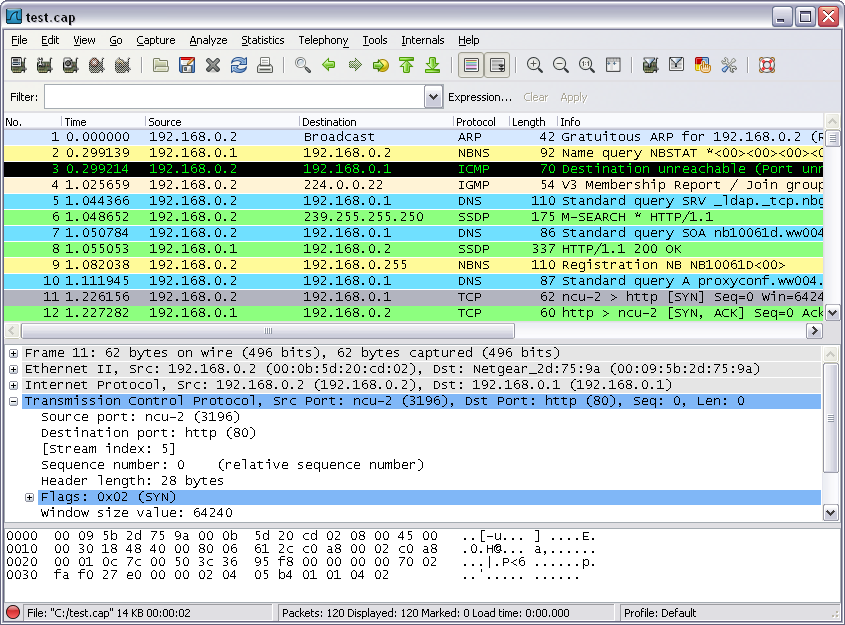 test.cap
File Edit View Go Capture Analyze Statistics Telephony Tools Internals Help
Filter: Expression... Clear Apply
No. Time Source Destination Protocol Length Info
1 0.000000 192.168.0.2 Broadcast ARP 42 Gratuitous ARP for 192.168.0.2 (R
2 0.299139 192.168.0.1 192.168.0.2 NBNS 92 Name query NBSTAT *<00><00><00><0
3 0.299214 192.168.0.2 192.168.0.1 ICMP 70 Destination unreachable (Port unr
4 1.025659 192.168.0.2 224.0.0.22 IGMP 54 V3 Membership Report / Join group
5 1.044366 192.168.0.2 192.168.0.1 DNS 110 Standard query SRV _ldap._tcp.nbg
6 1.048652 192.168.0.2 239.255.255.250 SSDP 175 M-SEARCH * HTTP/1.1
7 1.050784 192.168.0.2 192.168.0.1 DNS 86 Standard query SOA nb10061d.ww004
8 1.055053 192.168.0.1 192.168.0.2 SSDP 337 HTTP/1.1 200 OK
9 1.082038 192.168.0.2 192.168.0.255 NBNS 110 Registration NB NB10061D<00>
10 1.111945 192.168.0.2 192.168.0.1 DNS 87 Standard query A proxyconf.ww004.
11 1.226156 192.168.0.2 192.168.0.1 TCP 62 ncu-2 > http [SYN] Seq=0 Win=6424
12 1.227282 192.168.0.1 192.168.0.2 TCP 60 http > ncu-2 [SYN, ACK] Seq=0 Ack
Frame 11: 62 bytes on wire (496 bits), 62 bytes captured (496 bits)
Ethernet II, Src: 192.168.0.2 (00:0b:5d:20:cd:02), Dst: Netgear_2d:75:9a (00:09:5b:2d:75:9a)
Internet Protocol, Src: 192.168.0.2 (192.168.0.2), Dst: 192.168.0.1 (192.168.0.1)
Transmission Control Protocol, Src Port: ncu-2 (3196), Dst Port: http (80), Seq: 0, Len: 0
Source port: ncu-2 (3196)
Destination port: http (80)
[Stream index: 5]
Sequence number: 0 (relative sequence number)
Header length: 28 bytes
Flags: 0x02 (SYN)
Window size value: 64240
0000 00 09 5b 2d 75 9a 00 0b 5d 20 cd 02 08 00 45 00 ..[-u... ] ....E.
0010 00 30 18 48 40 00 80 06 61 2c c0 a8 00 02 c0 a8 .0.H@... a,......
0020 00 01 0c 7c 00 50 3c 36 95 f8 00 00 00 00 70 02 ...|.P<6 ......p.
0030 fa f0 27 e0 00 00 02 04 05 b4 01 01 04 02 ..'..... ......
File: "C:/test.cap" 14 KB 00:00:02 Packets: 120 Displayed: 120 Marked: 0 Load time: 0:00.000 Profile: Default